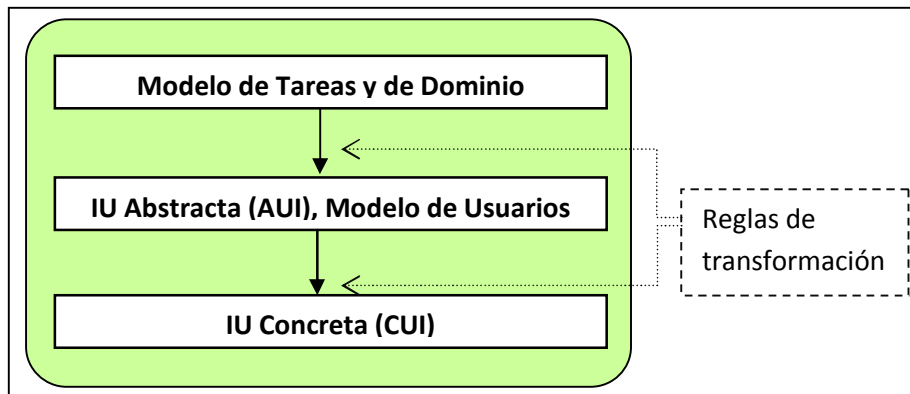 Modelo de Tareas y de Dominio
IU Abstracta (AUI), Modelo de Usuarios
Reglas de
transformación
IU Concreta (CUI)